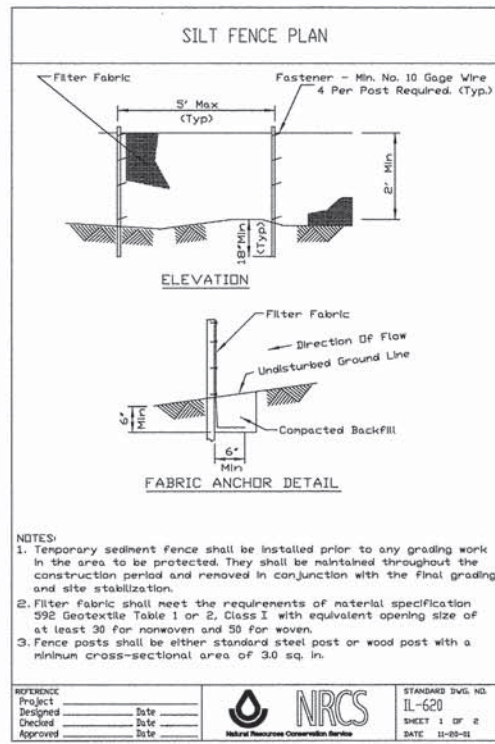 SILT FENCE PLAN
Filter Fabric
5' Max
(Typ)
Fastener - Min. No. 10 Gage Wire
4 Per Post Required. (Typ.)
2' Min
18"Min
(Typ)
ELEVATION
Filter Fabric
Direction Of Flow
Undisturbed Ground Line
6"
Min
Compacted Backfill
6"
Min
FABRIC ANCHOR DETAIL
NOTES:
1. Temporary sediment fence shall be installed prior to any grading work
in the area to be protected. They shall be maintained throughout the
construction period and removed in conjunction with the final grading
and site stabilization.
2. Filter fabric shall meet the requirements of material specification
592 Geotextile Table 1 or 2, Class I with equivalent opening size of
at least 30 for nonwoven and 50 for woven.
3. Fence posts shall be either standard steel post or wood post with a
minimum cross-sectional area of 3.0 sq. in.
REFERENCE
Project
Designed Date
Checked Date
Approved Date
NRCS
Natural Resources Conservation Service
STANDARD DWG. NO.
IL-620
SHEET 1 OF 2
DATE 11-20-01